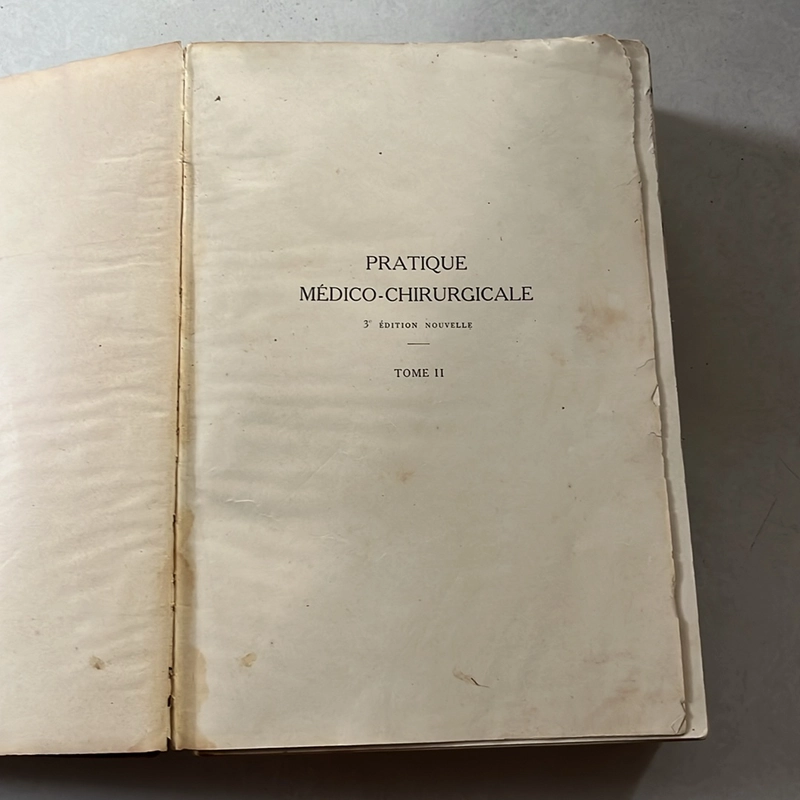 PRATIQUE
MÉDICO-CHIRURGICALE
3ᵉ ÉDITION NOUVELLE
TOME II